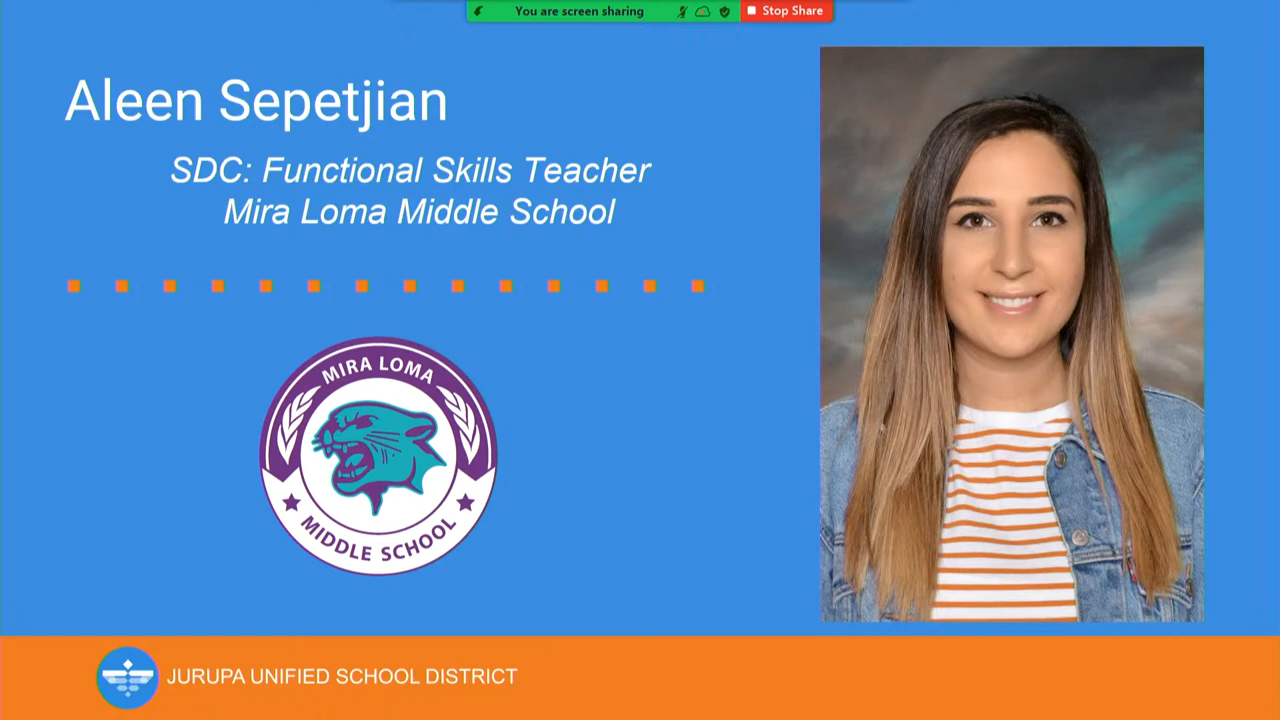 You are screen sharing
Stop Share
Aleen Sepetjian
SDC: Functional Skills Teacher
Mira Loma Middle School
MIRA LOMA
MIDDLE SCHOOL
JURUPA UNIFIED SCHOOL DISTRICT